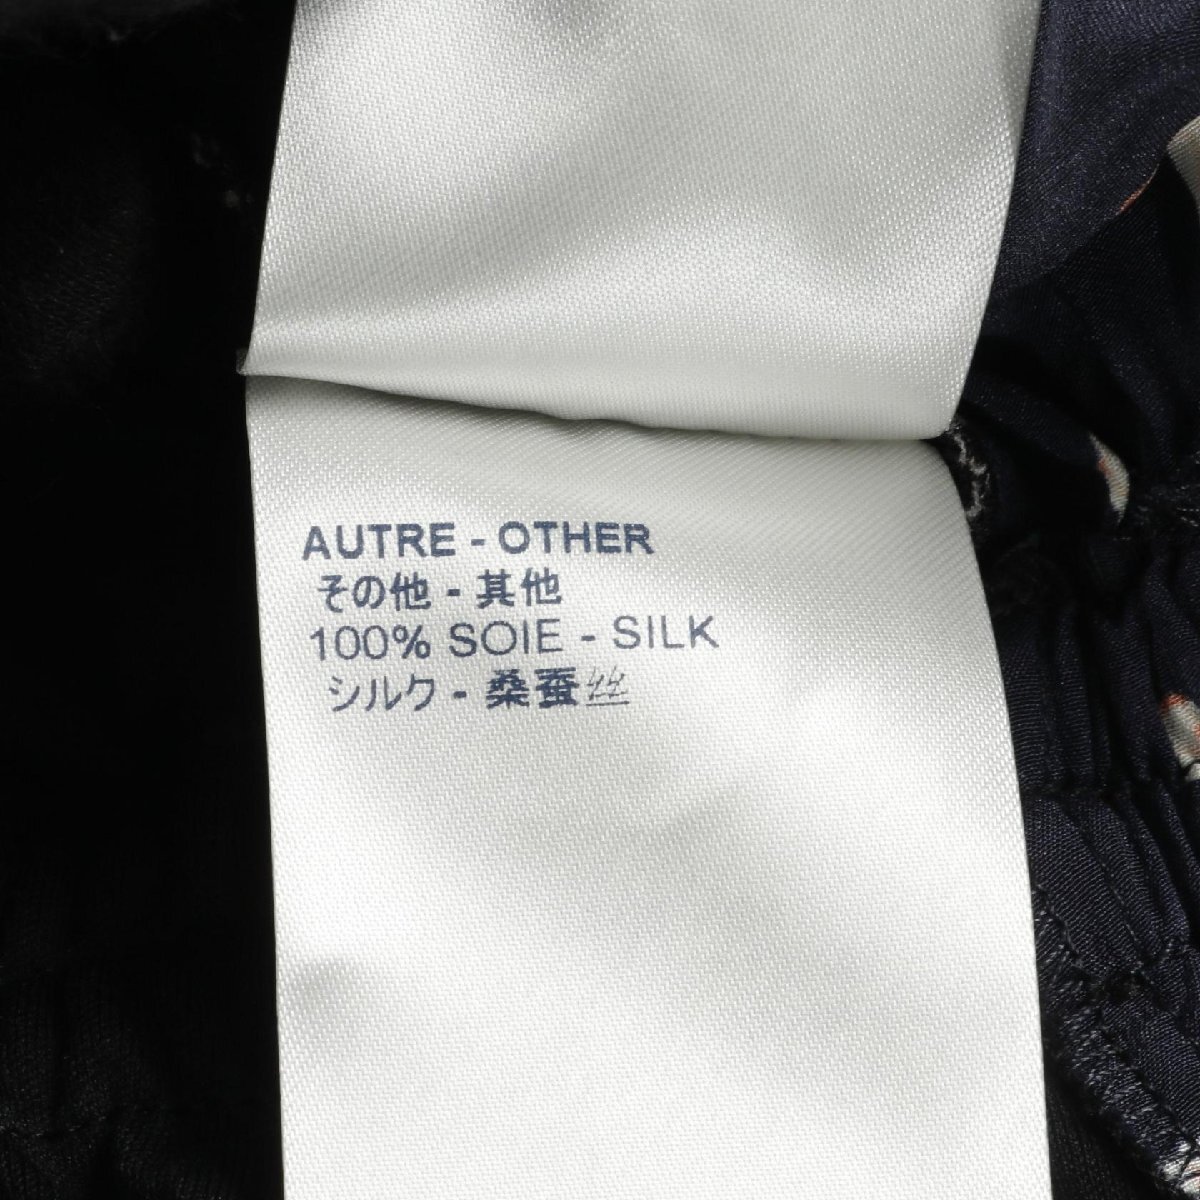 AUTRE - OTHER
その他 - 其他
100% SOIE - SILK
シルク - 桑蚕丝